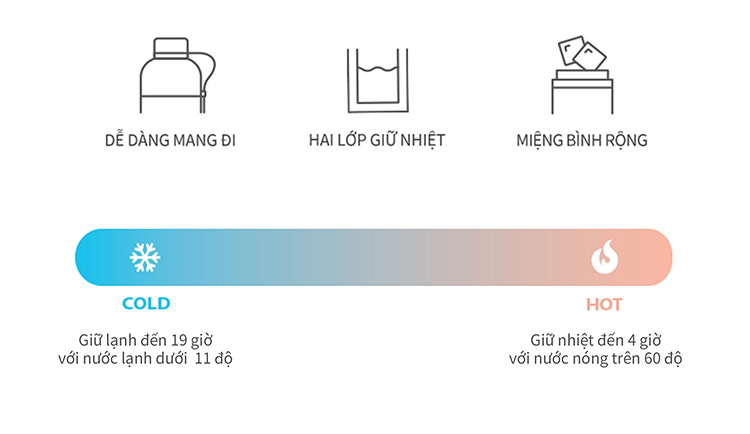 DỄ DÀNG MANG ĐI
HAI LỚP GIỮ NHIỆT
MIỆNG BÌNH RỘNG
COLD
HOT
Giữ lạnh đến 19 giờ
với nước lạnh dưới 11 độ
Giữ nhiệt đến 4 giờ
với nước nóng trên 60 độ